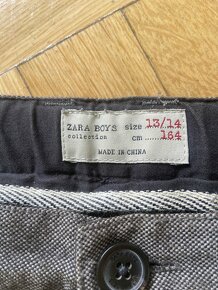 ZARA BOYS size 13/14
collection cm 164
MADE IN CHINA